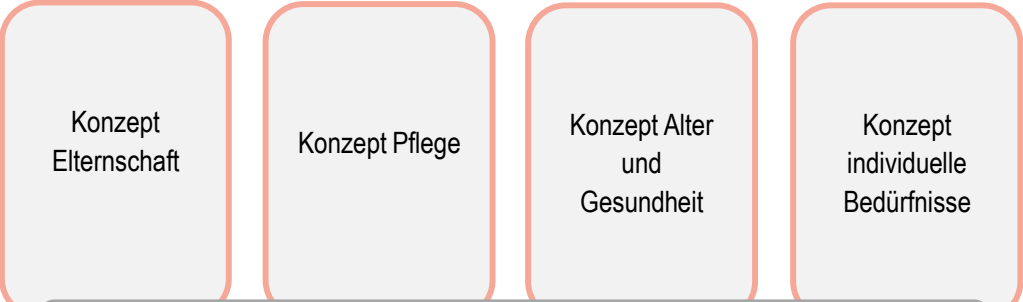 Konzept
Elternschaft
Konzept Pflege
Konzept Alter
und
Gesundheit
Konzept
individuelle
Bedürfnisse